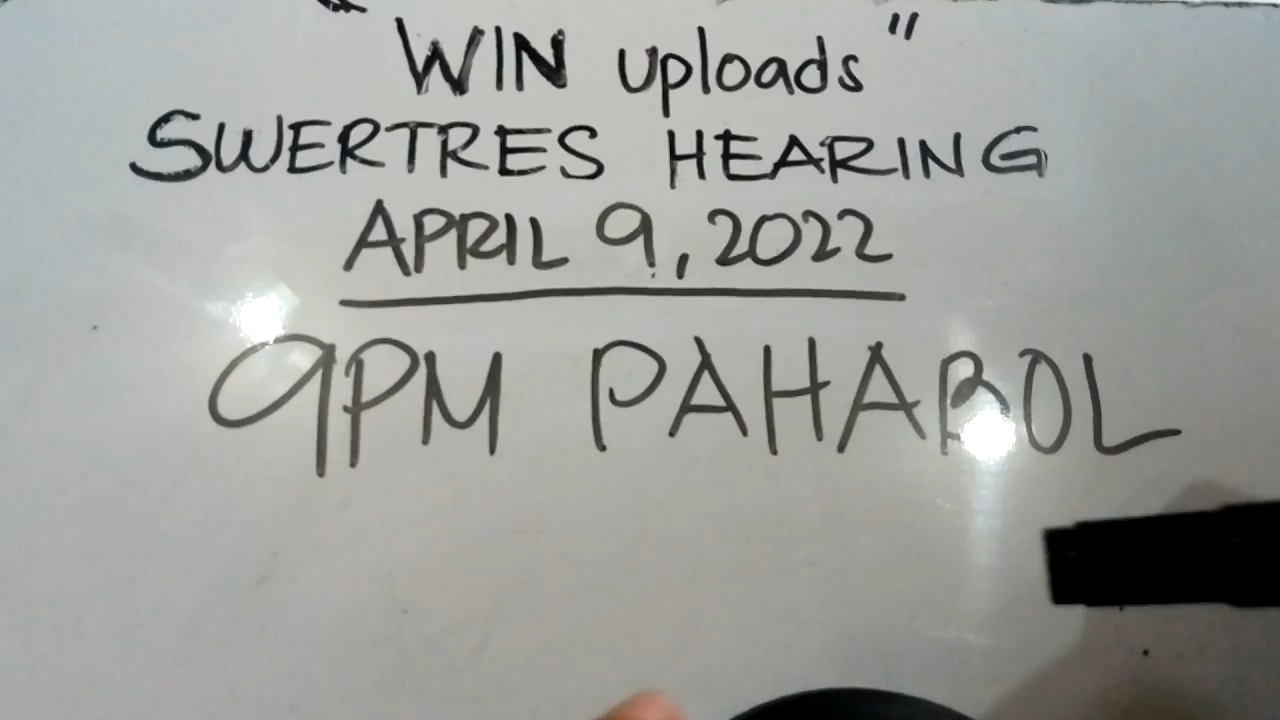 "WIN uploads"
SWERTRES HEARING
APRIL 9, 2022
9PM PAHABOL